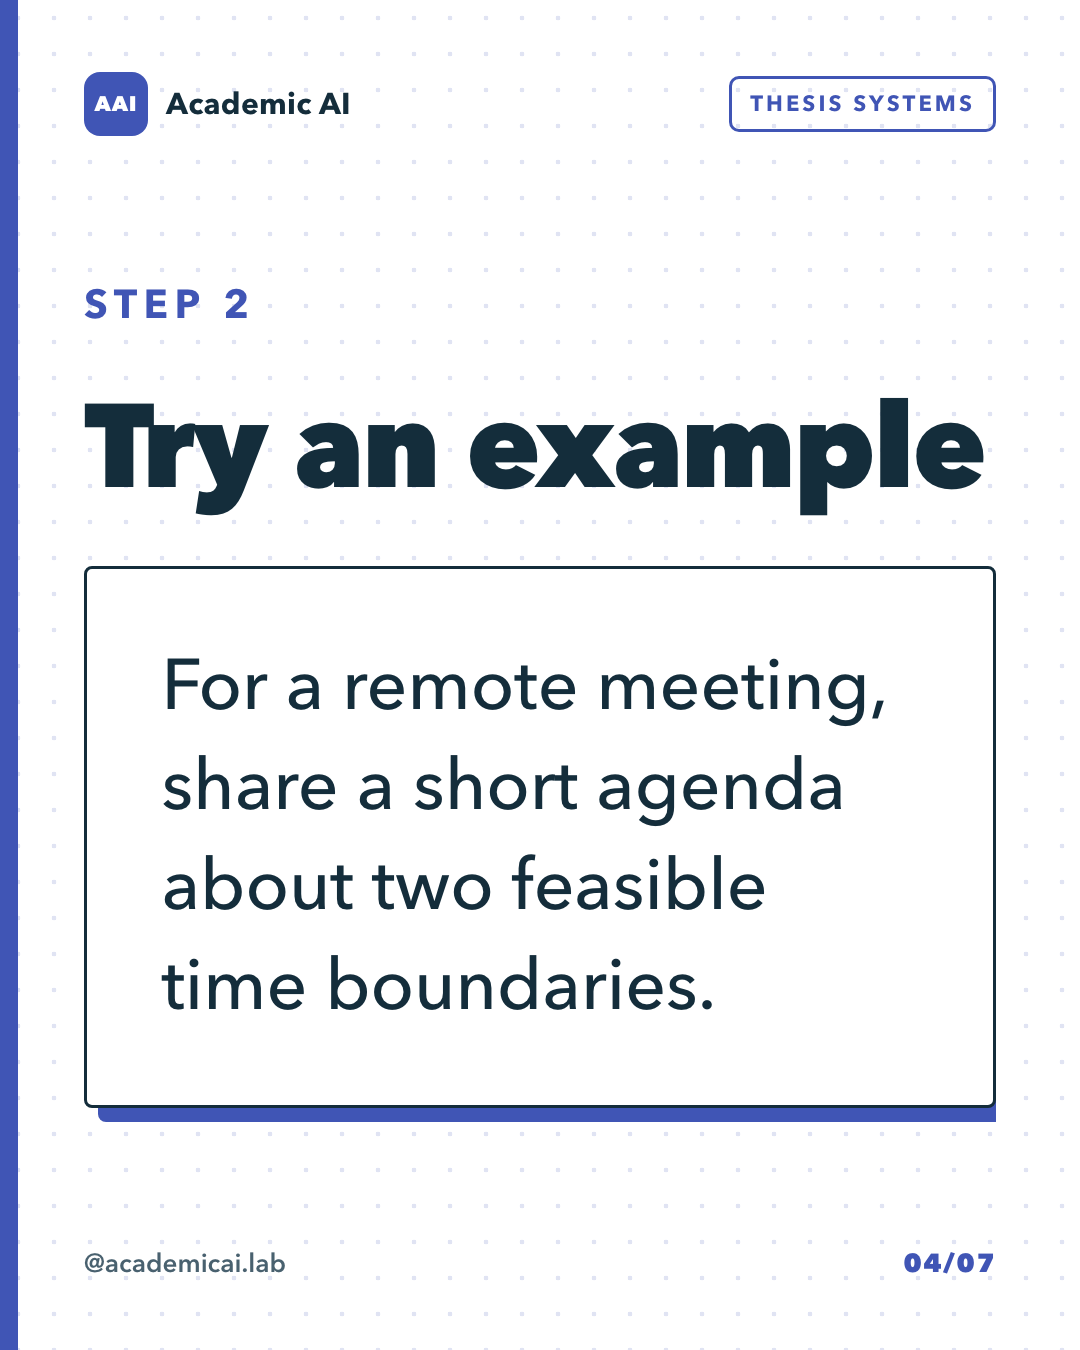 AAI Academic AI
THESIS SYSTEMS
STEP 2
Try an example
For a remote meeting,
share a short agenda
about two feasible
time boundaries.
@academicai.lab
04/07